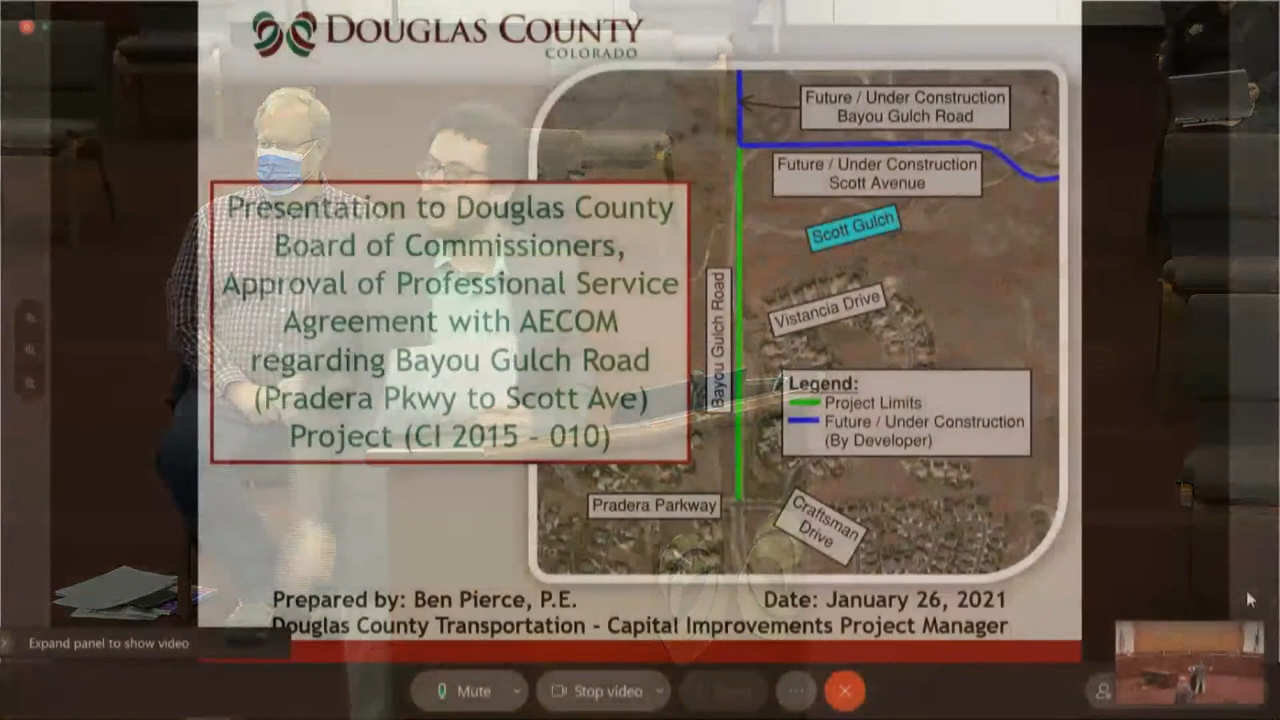 DOUGLAS COUNTY
COLORADO
Future / Under Construction
Bayou Gulch Road
Future / Under Construction
Scott Avenue
Scott Gulch
Presentation to Douglas County
Board of Commissioners,
Approval of Professional Service
Agreement with AECOM
regarding Bayou Gulch Road
(Pradera Pkwy to Scott Ave)
Project (CI 2015 - 010)
Bayou Gulch Road
Vistancia Drive
Legend:
Project Limits
Future / Under Construction
(By Developer)
Pradera Parkway
Craftsman
Drive
Prepared by: Ben Pierce, P.E.
Date: January 26, 2021
Douglas County Transportation - Capital Improvements Project Manager
Expand panel to show video
Mute
Stop video